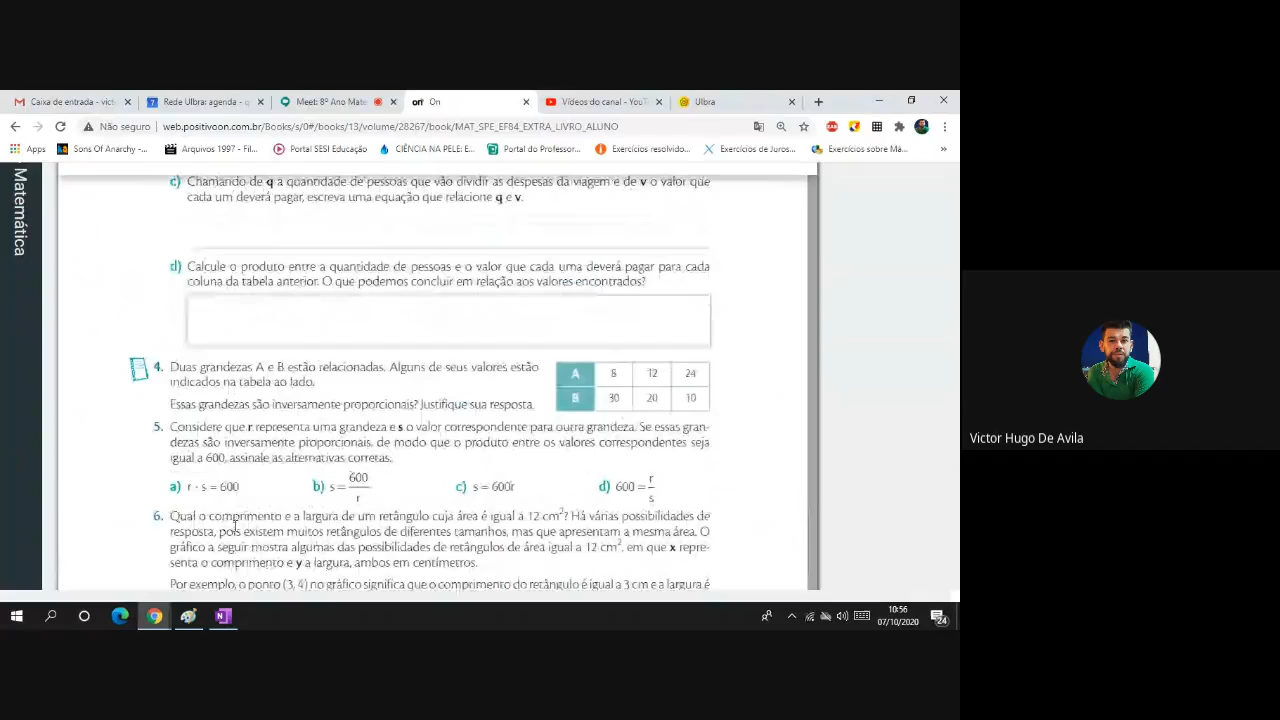 Caixa de entrada - vict
Rede Ulbra: agenda - q
Meet: 8º Ano Mate
On
Vídeos do canal - YouT
Ulbra
Não seguro
web.positivoon.com.br/Books/s/0#/books/13/volume/28267/book/MAT_SPE_EF84_EXTRA_LIVRO_ALUNO
Apps
Sons Of Anarchy -...
Arquivos 1997 - Fil...
Portal SESI Educação
CIÊNCIA NA PELE: E...
Portal do Professor...
Exercícios resolvido...
Exercícios de Juros...
Exercícios sobre Ma...
Matemática
c) Chamando de q a quantidade de pessoas que vão dividir as despesas da viagem e de v o valor que
cada um deverá pagar, escreva uma equação que relacione q e v.
d) Calcule o produto entre a quantidade de pessoas e o valor que cada uma deverá pagar para cada
coluna da tabela anterior. O que podemos concluir em relação aos valores encontrados?
4. Duas grandezas A e B estão relacionadas. Alguns de seus valores estão
indicados na tabela ao lado.
Essas grandezas são inversamente proporcionais? Justifique sua resposta.
A 8 12 24
B 30 20 10
5. Considere que r representa uma grandeza e s o valor correspondente para outra grandeza. Se essas gran-
dezas são inversamente proporcionais, de modo que o produto entre os valores correspondentes seja
igual a 600, assinale as alternativas corretas.
a) r · s = 600 b) s = 600/r c) s = 600r d) 600 = r/s
6. Qual o comprimento e a largura de um retângulo cuja área é igual a 12 cm²? Há várias possibilidades de
resposta, pois existem muitos retângulos de diferentes tamanhos, mas que apresentam a mesma área. O
gráfico a seguir mostra algumas das possibilidades de retângulos de área igual a 12 cm², em que x repre-
senta o comprimento e y a largura, ambos em centímetros.
Por exemplo, o ponto (3, 4) no gráfico significa que o comprimento do retângulo é igual a 3 cm e a largura é
Victor Hugo De Avila
10:56
07/10/2020
24